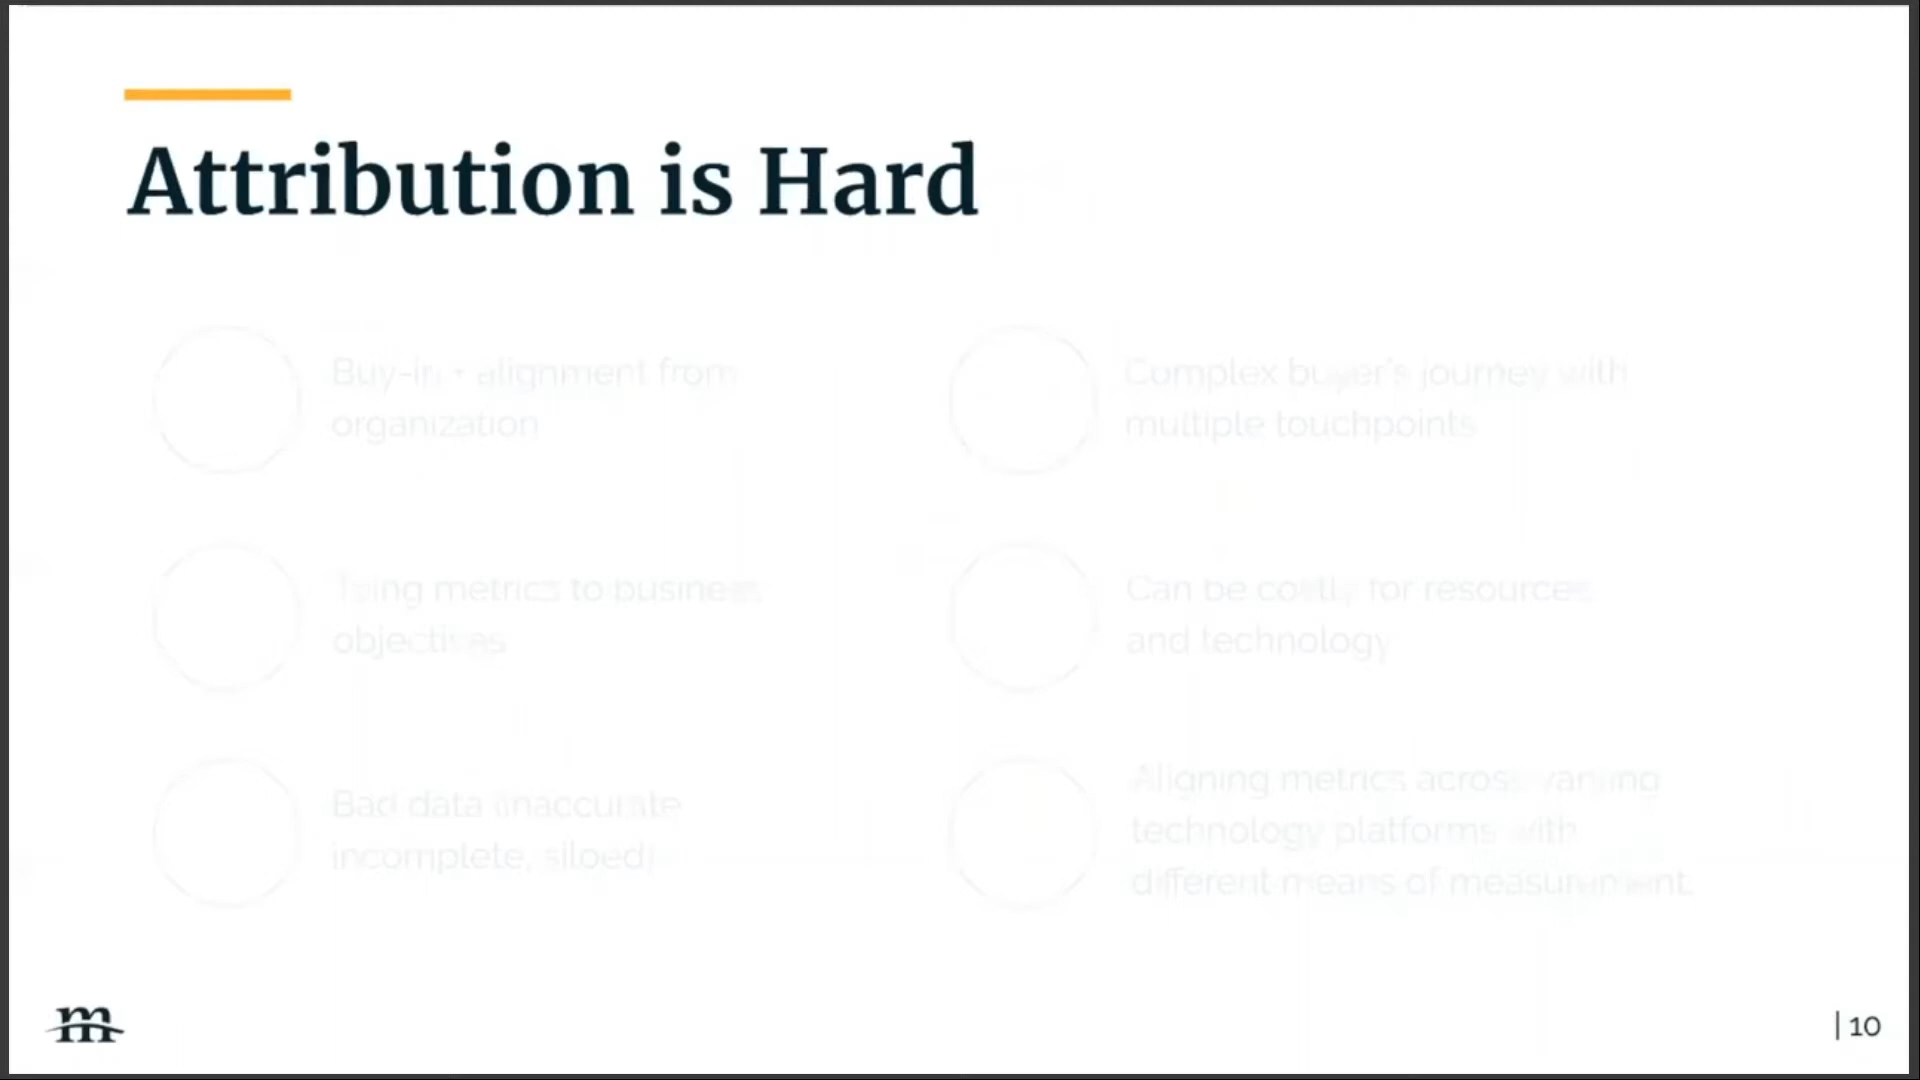 Attribution is Hard
Buy-in + alignment from
organization
Complex buyer's journey with
multiple touchpoints
Tying metrics to business
objectives
Can be costly for resources
and technology
Bad data (inaccurate,
incomplete, siloed)
Aligning metrics across varying
technology platforms with
different means of measurement.
m
| 10